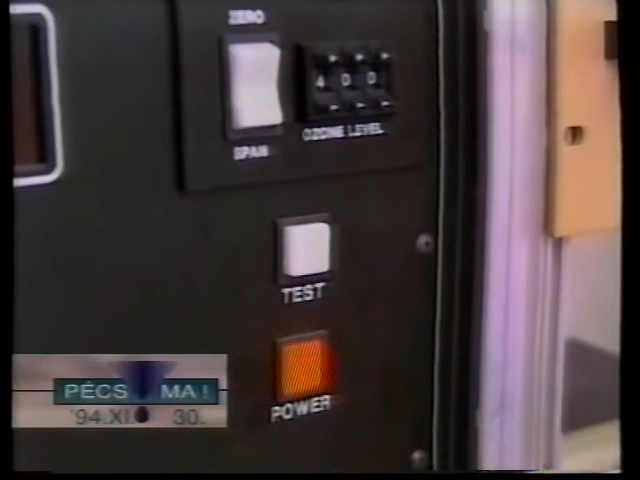 ZERO
400
OZONE LEVEL
SPAN
TEST
POWER
PÉCS MA!
'94.XI. 30.